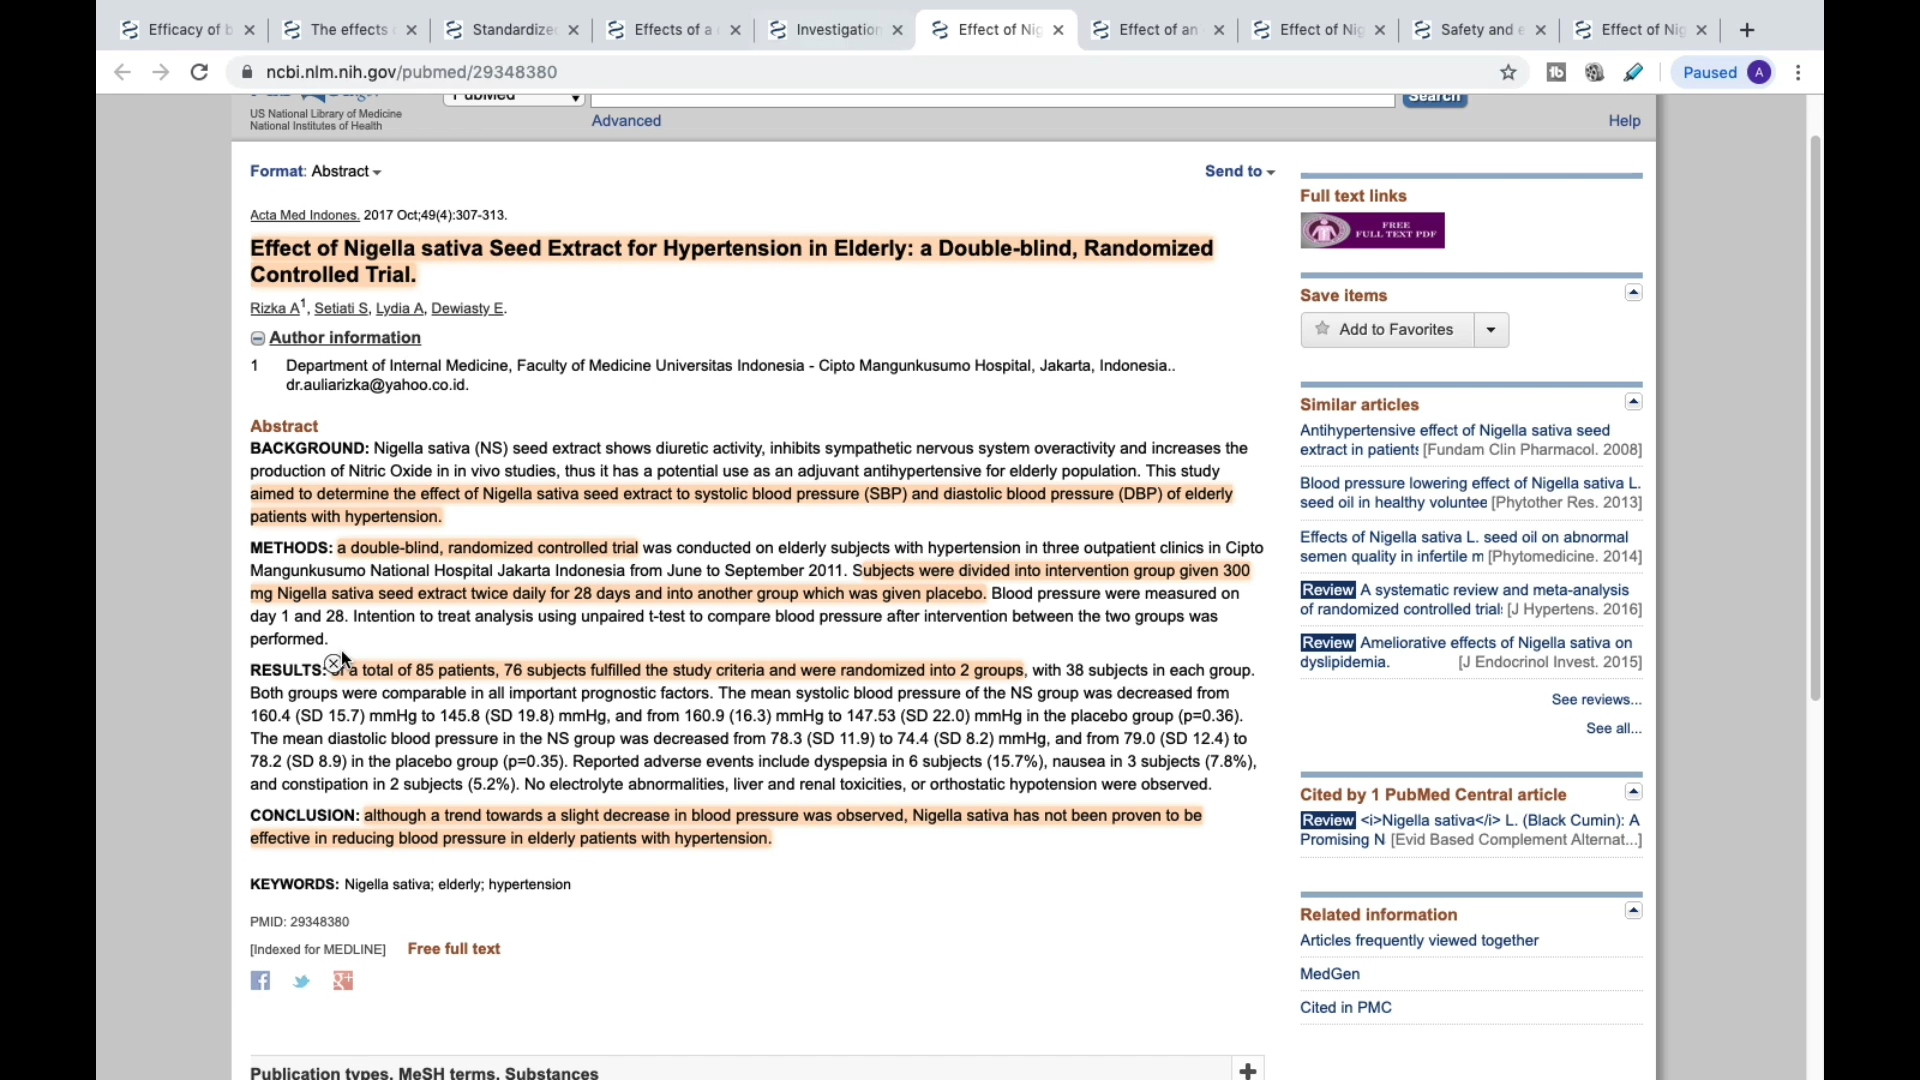 Efficacy of b
The effects
Standardize
Effects of a
Investigation
Effect of Nig
Effect of an
Effect of Nig
Safety and e
Effect of Nig
ncbi.nlm.nih.gov/pubmed/29348380
Paused A
US National Library of Medicine
National Institutes of Health
PubMed
Search
Advanced
Help
Format: Abstract
Send to
Acta Med Indones. 2017 Oct;49(4):307-313.
Effect of Nigella sativa Seed Extract for Hypertension in Elderly: a Double-blind, Randomized
Controlled Trial.
Rizka A1, Setiati S, Lydia A, Dewiasty E.
Author information
1 Department of Internal Medicine, Faculty of Medicine Universitas Indonesia - Cipto Mangunkusumo Hospital, Jakarta, Indonesia..
dr.auliarizka@yahoo.co.id.
Abstract
BACKGROUND: Nigella sativa (NS) seed extract shows diuretic activity, inhibits sympathetic nervous system overactivity and increases the
production of Nitric Oxide in in vivo studies, thus it has a potential use as an adjuvant antihypertensive for elderly population. This study
aimed to determine the effect of Nigella sativa seed extract to systolic blood pressure (SBP) and diastolic blood pressure (DBP) of elderly
patients with hypertension.
METHODS: a double-blind, randomized controlled trial was conducted on elderly subjects with hypertension in three outpatient clinics in Cipto
Mangunkusumo National Hospital Jakarta Indonesia from June to September 2011. Subjects were divided into intervention group given 300
mg Nigella sativa seed extract twice daily for 28 days and into another group which was given placebo. Blood pressure were measured on
day 1 and 28. Intention to treat analysis using unpaired t-test to compare blood pressure after intervention between the two groups was
performed.
RESULTS: of a total of 85 patients, 76 subjects fulfilled the study criteria and were randomized into 2 groups, with 38 subjects in each group.
Both groups were comparable in all important prognostic factors. The mean systolic blood pressure of the NS group was decreased from
160.4 (SD 15.7) mmHg to 145.8 (SD 19.8) mmHg, and from 160.9 (16.3) mmHg to 147.53 (SD 22.0) mmHg in the placebo group (p=0.36).
The mean diastolic blood pressure in the NS group was decreased from 78.3 (SD 11.9) to 74.4 (SD 8.2) mmHg, and from 79.0 (SD 12.4) to
78.2 (SD 8.9) in the placebo group (p=0.35). Reported adverse events include dyspepsia in 6 subjects (15.7%), nausea in 3 subjects (7.8%),
and constipation in 2 subjects (5.2%). No electrolyte abnormalities, liver and renal toxicities, or orthostatic hypotension were observed.
CONCLUSION: although a trend towards a slight decrease in blood pressure was observed, Nigella sativa has not been proven to be
effective in reducing blood pressure in elderly patients with hypertension.
KEYWORDS: Nigella sativa; elderly; hypertension
PMID: 29348380
[Indexed for MEDLINE] Free full text
Publication types, MeSH terms, Substances
Full text links
FREE
FULL TEXT PDF
Save items
Add to Favorites
Similar articles
Antihypertensive effect of Nigella sativa seed
extract in patients [Fundam Clin Pharmacol. 2008]
Blood pressure lowering effect of Nigella sativa L.
seed oil in healthy voluntee [Phytother Res. 2013]
Effects of Nigella sativa L. seed oil on abnormal
semen quality in infertile m [Phytomedicine. 2014]
Review A systematic review and meta-analysis
of randomized controlled trials [J Hypertens. 2016]
Review Ameliorative effects of Nigella sativa on
dyslipidemia. [J Endocrinol Invest. 2015]
See reviews...
See all...
Cited by 1 PubMed Central article
Review <i>Nigella sativa</i> L. (Black Cumin): A
Promising N [Evid Based Complement Alternat...]
Related information
Articles frequently viewed together
MedGen
Cited in PMC